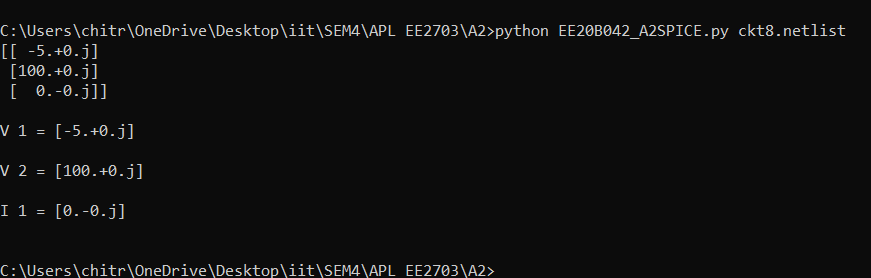 C:\Users\chitr\OneDrive\Desktop\iit\SEM4\APL EE2703\A2>python EE20B042_A2SPICE.py ckt8.netlist
[[ -5.+0.j]
 [100.+0.j]
 [  0.-0.j]]
V 1 = [-5.+0.j]
V 2 = [100.+0.j]
I 1 = [0.-0.j]
C:\Users\chitr\OneDrive\Desktop\iit\SEM4\APL EE2703\A2>